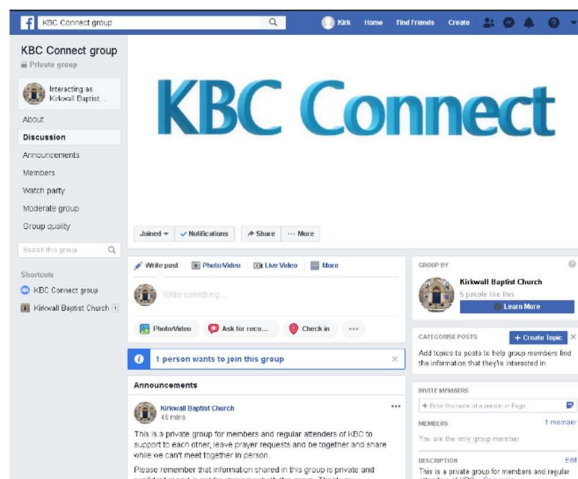 KBC Connect group
Kirk Home Find Friends Create
KBC Connect group
Private group
Interacting as
Kirkwall Baptist...
About
Discussion
Announcements
Members
Watch party
Moderate group
Group quality
Search this group
Shortcuts
KBC Connect group
Kirkwall Baptist Church 1
KBC Connect
Joined Notifications Share More
Write post Photo/Video Live Video More
Write something...
Photo/Video Ask for reco... Check in
1 person wants to join this group
Announcements
Kirkwall Baptist Church
46 mins
This is a private group for members and regular attenders of KBC to
support to each other, leave prayer requests and be together and share
while we can't meet together in person.
Please remember that information shared in this group is private and
GROUP BY
Kirkwall Baptist Church
5 people like this
Learn More
CATEGORISE POSTS + Create Topic
Add topics to posts to help group members find
the information that they're interested in.
INVITE MEMBERS
+ Enter the name of a person or Page...
MEMBERS 1 member
You are the only group member.
DESCRIPTION Edit
This is a private group for members and regular